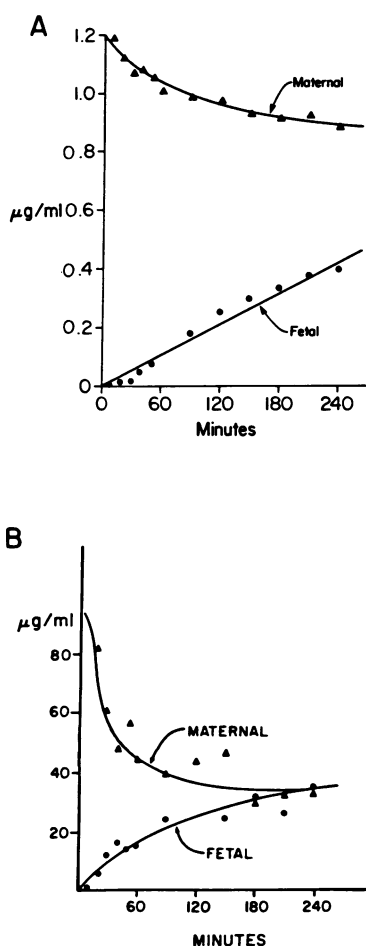 A
1.2
1.0
0.8
μg/ml 0.6
0.4
0.2
0
Maternal
Fetal
0 60 120 180 240
Minutes
B
μg/ml
80
60
40
20
MATERNAL
FETAL
60 120 180 240
MINUTES